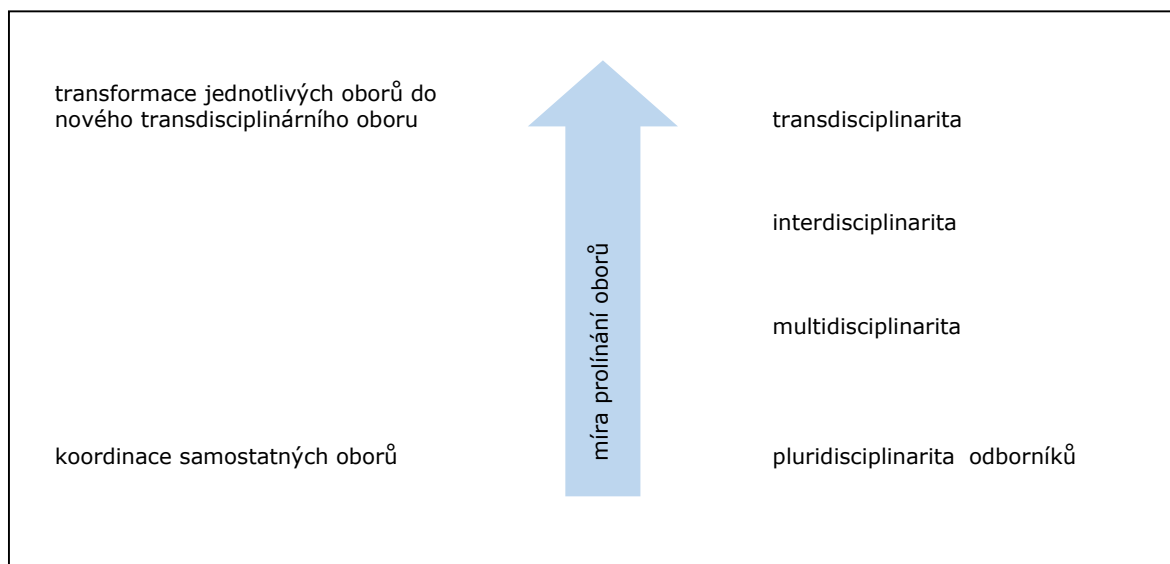 transformace jednotlivých oborů do
nového transdisciplinárního oboru
transdisciplinarita
interdisciplinarita
multidisciplinarita
míra prolínání oborů
koordinace samostatných oborů
pluridisciplinarita odborníků